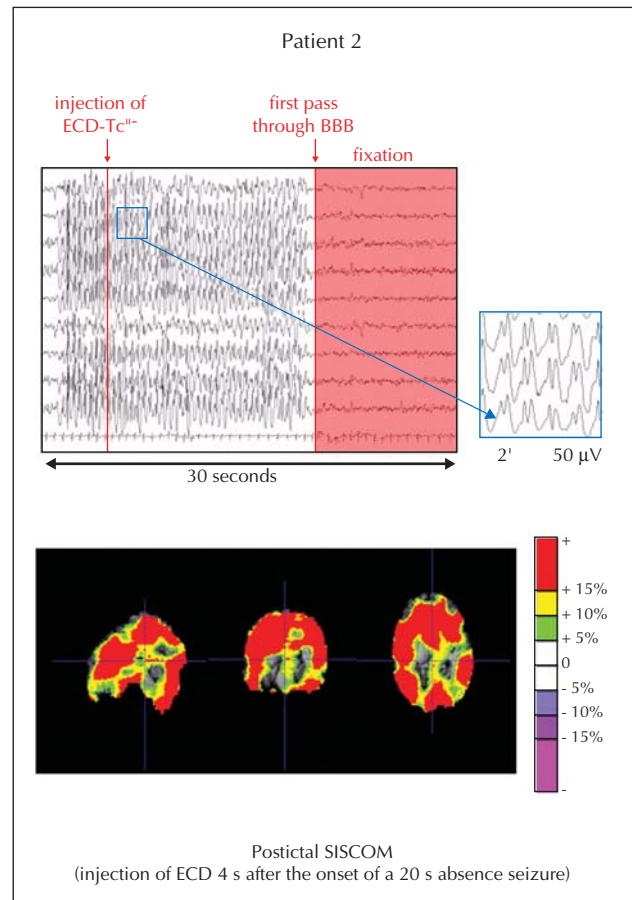 Patient 2
injection of
ECD-Tc"-
first pass
through BBB
fixation
30 seconds
2' 50 µV
+
+ 15%
+ 10%
+ 5%
0
- 5%
- 10%
- 15%
-
Postictal SISCOM
(injection of ECD 4 s after the onset of a 20 s absence seizure)